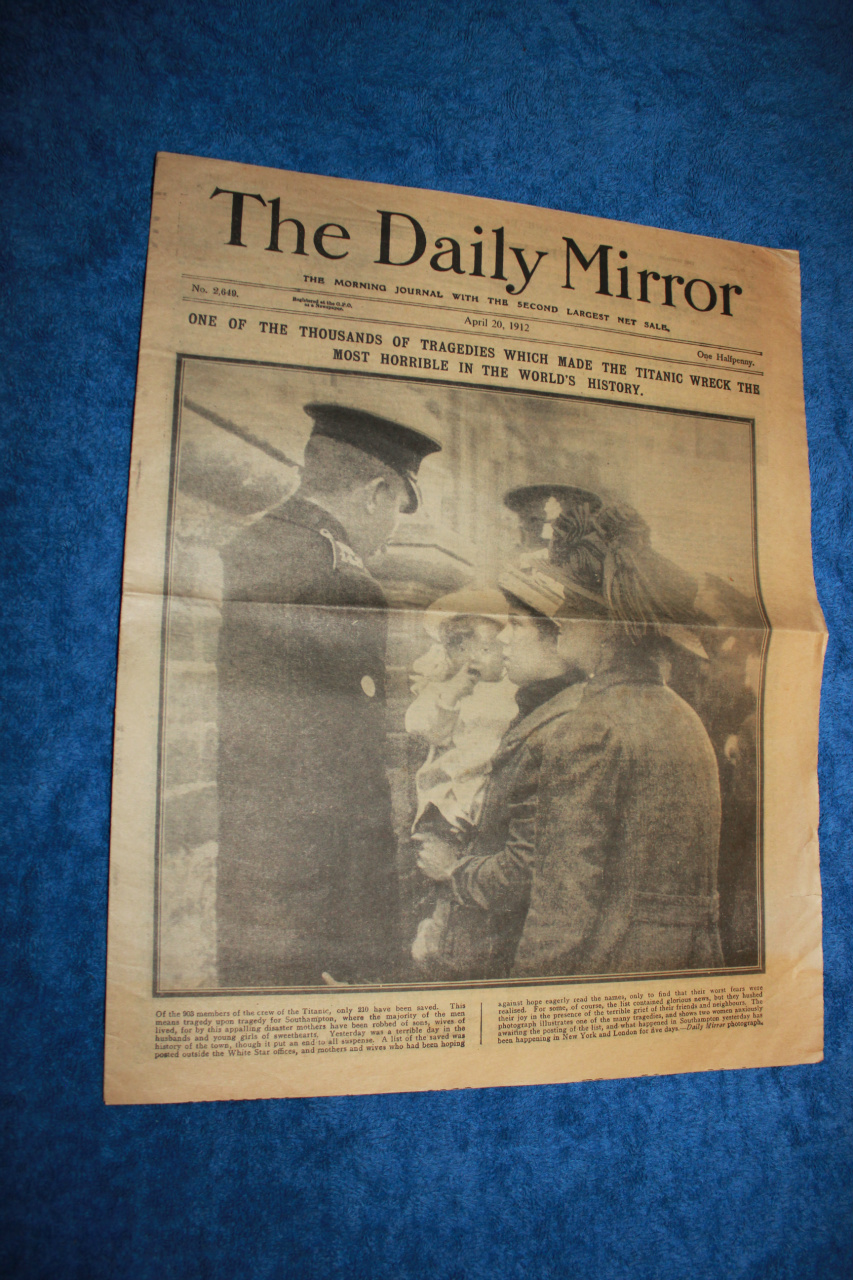 The Daily Mirror
THE MORNING JOURNAL WITH THE SECOND LARGEST NET SALE.
No. 2,649.
Registered at the G.P.O.
as a Newspaper.
April 20, 1912
One Halfpenny.
ONE OF THE THOUSANDS OF TRAGEDIES WHICH MADE THE TITANIC WRECK THE
MOST HORRIBLE IN THE WORLD'S HISTORY.
Of the 903 members of the crew of the Titanic, only 210 have been saved. This
means tragedy upon tragedy for Southampton, where the majority of the men
lived, for by this appalling disaster mothers have been robbed of sons, wives of
husbands and young girls of sweethearts. Yesterday was a terrible day in the
history of the town, though it put an end to all suspense. A list of the saved was
posted outside the White Star offices, and mothers and wives who had been hoping
against hope eagerly read the names, only to find that their worst fears were
realised. For some, of course, the list contained glorious news, but they hushed
their joy in the presence of the terrible grief of their friends and neighbours. The
photograph illustrates one of the many tragedies, and shows two women anxiously
awaiting the posting of the list, and what happened in Southampton yesterday has
been happening in New York and London for five days.—Daily Mirror photograph.